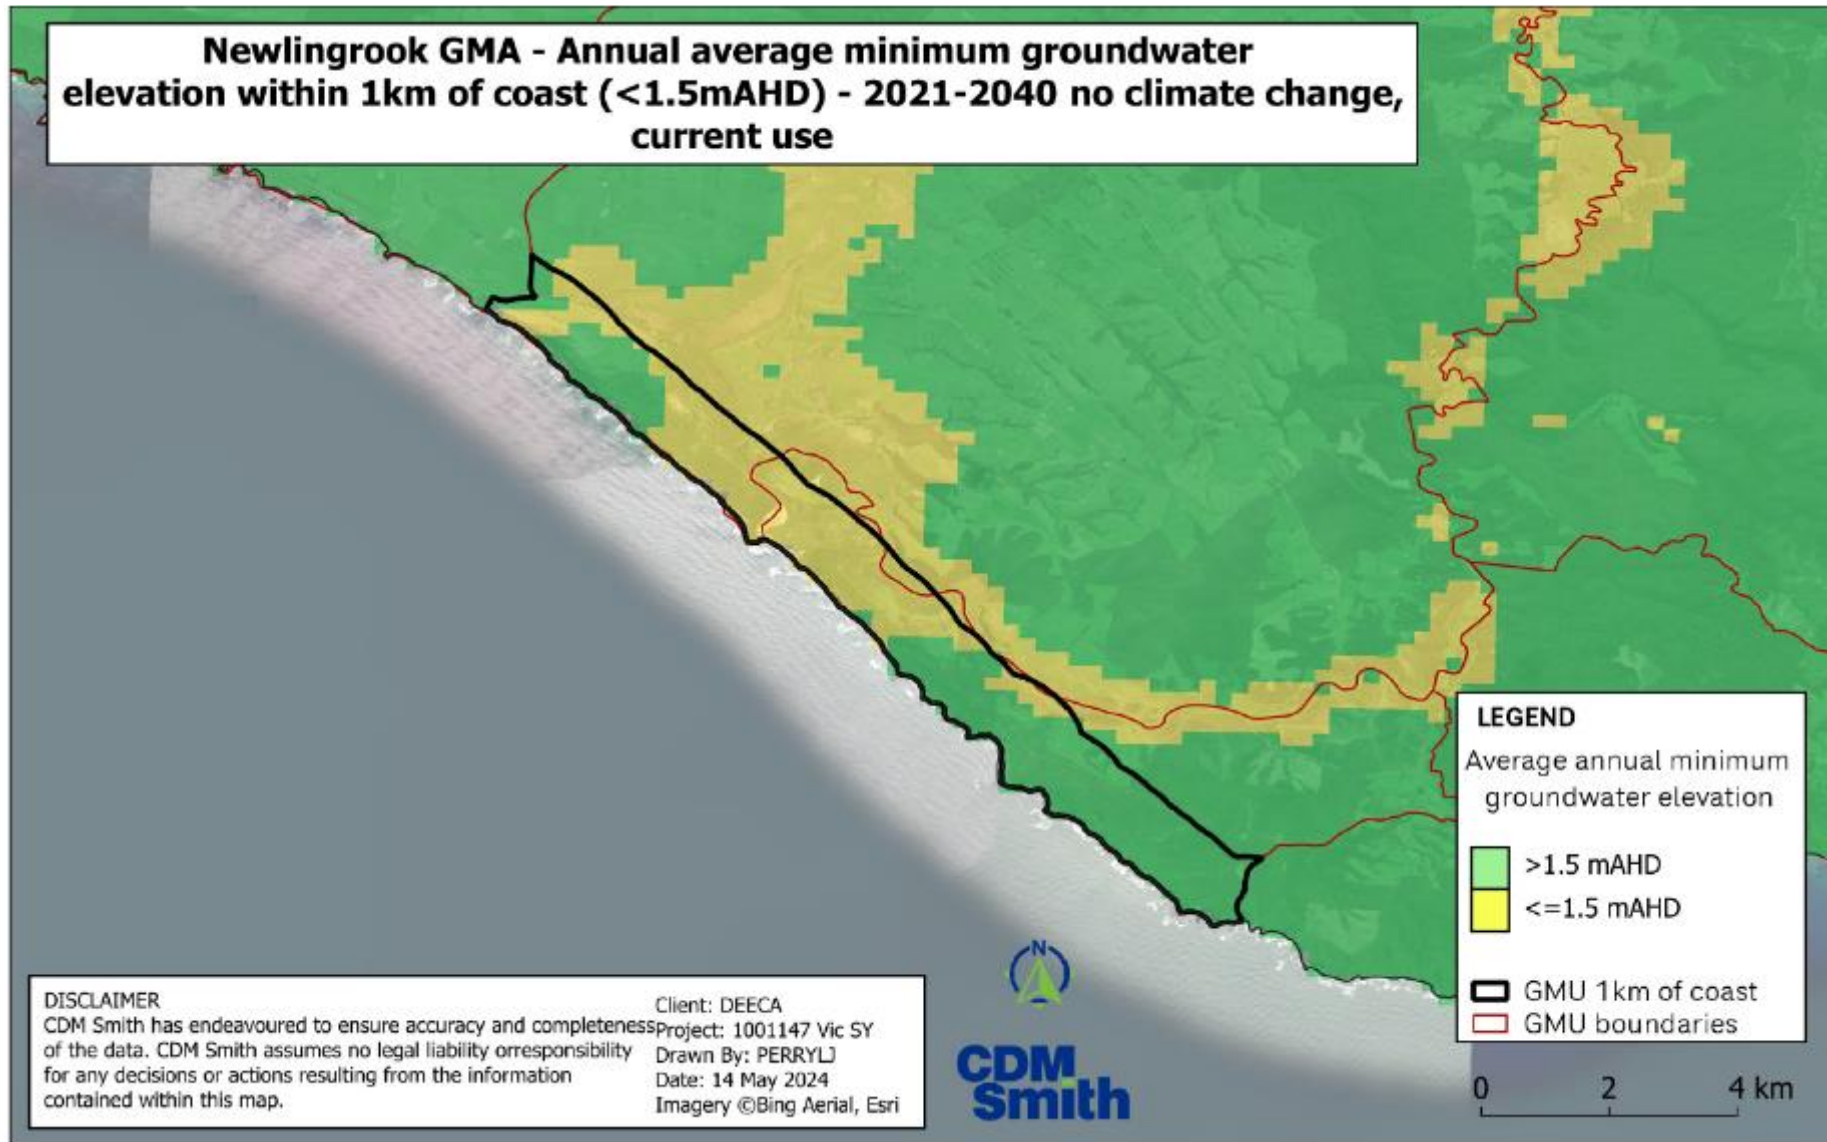 Newlingrook GMA - Annual average minimum groundwater
elevation within 1km of coast (<1.5mAHD) - 2021-2040 no climate change,
current use
LEGEND
Average annual minimum
groundwater elevation
>1.5 mAHD
<=1.5 mAHD
GMU 1km of coast
GMU boundaries
0 2 4 km
DISCLAIMER
CDM Smith has endeavoured to ensure accuracy and completeness
of the data. CDM Smith assumes no legal liability orresponsibility
for any decisions or actions resulting from the information
contained within this map.
Client: DEECA
Project: 1001147 Vic SY
Drawn By: PERRYLJ
Date: 14 May 2024
Imagery ©Bing Aerial, Esri
N
CDM
Smith